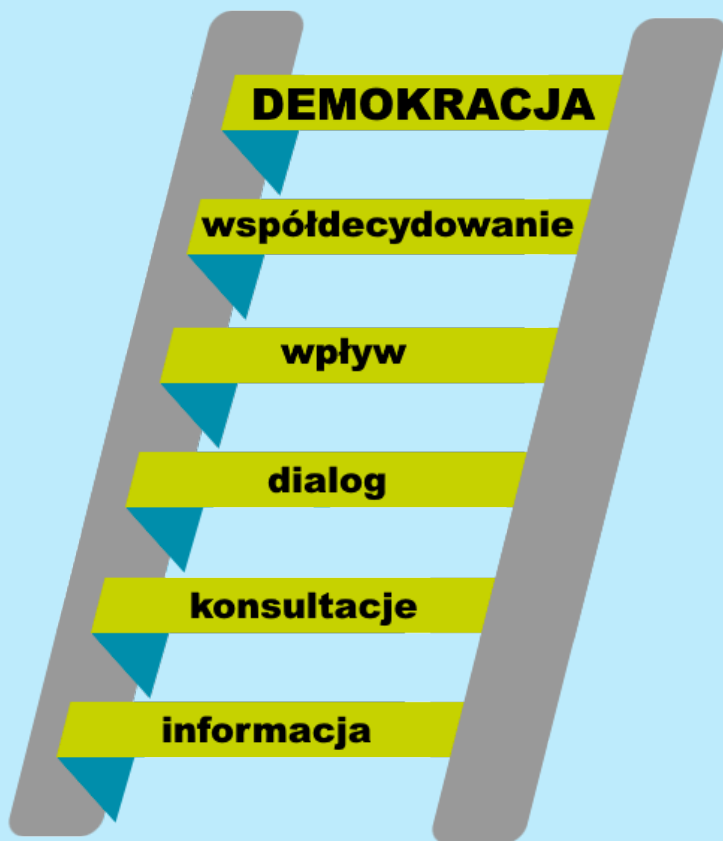 DEMOKRACJA
współdecydowanie
wpływ
dialog
konsultacje
informacja